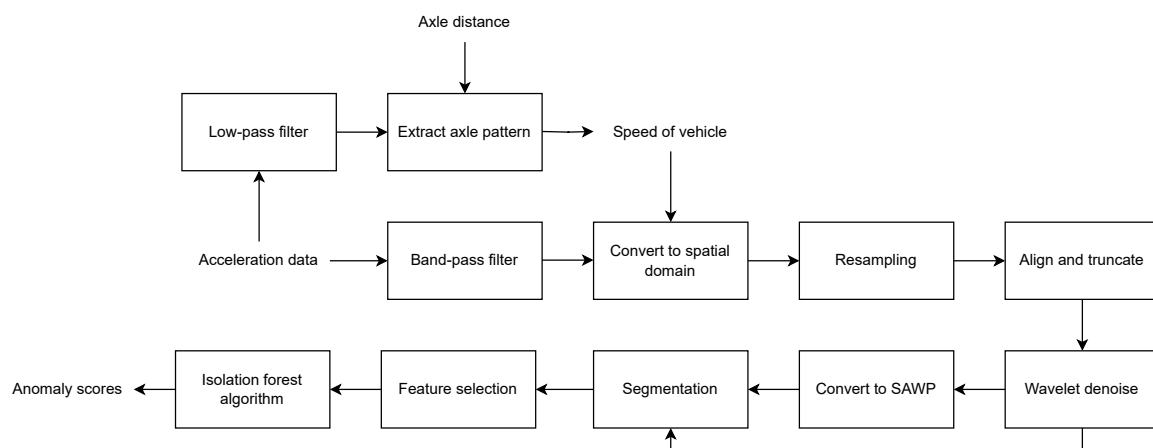 Axle distance
Low-pass filter
Extract axle pattern
Speed of vehicle
Acceleration data
Band-pass filter
Convert to spatial
domain
Resampling
Align and truncate
Anomaly scores
Isolation forest
algorithm
Feature selection
Segmentation
Convert to SAWP
Wavelet denoise